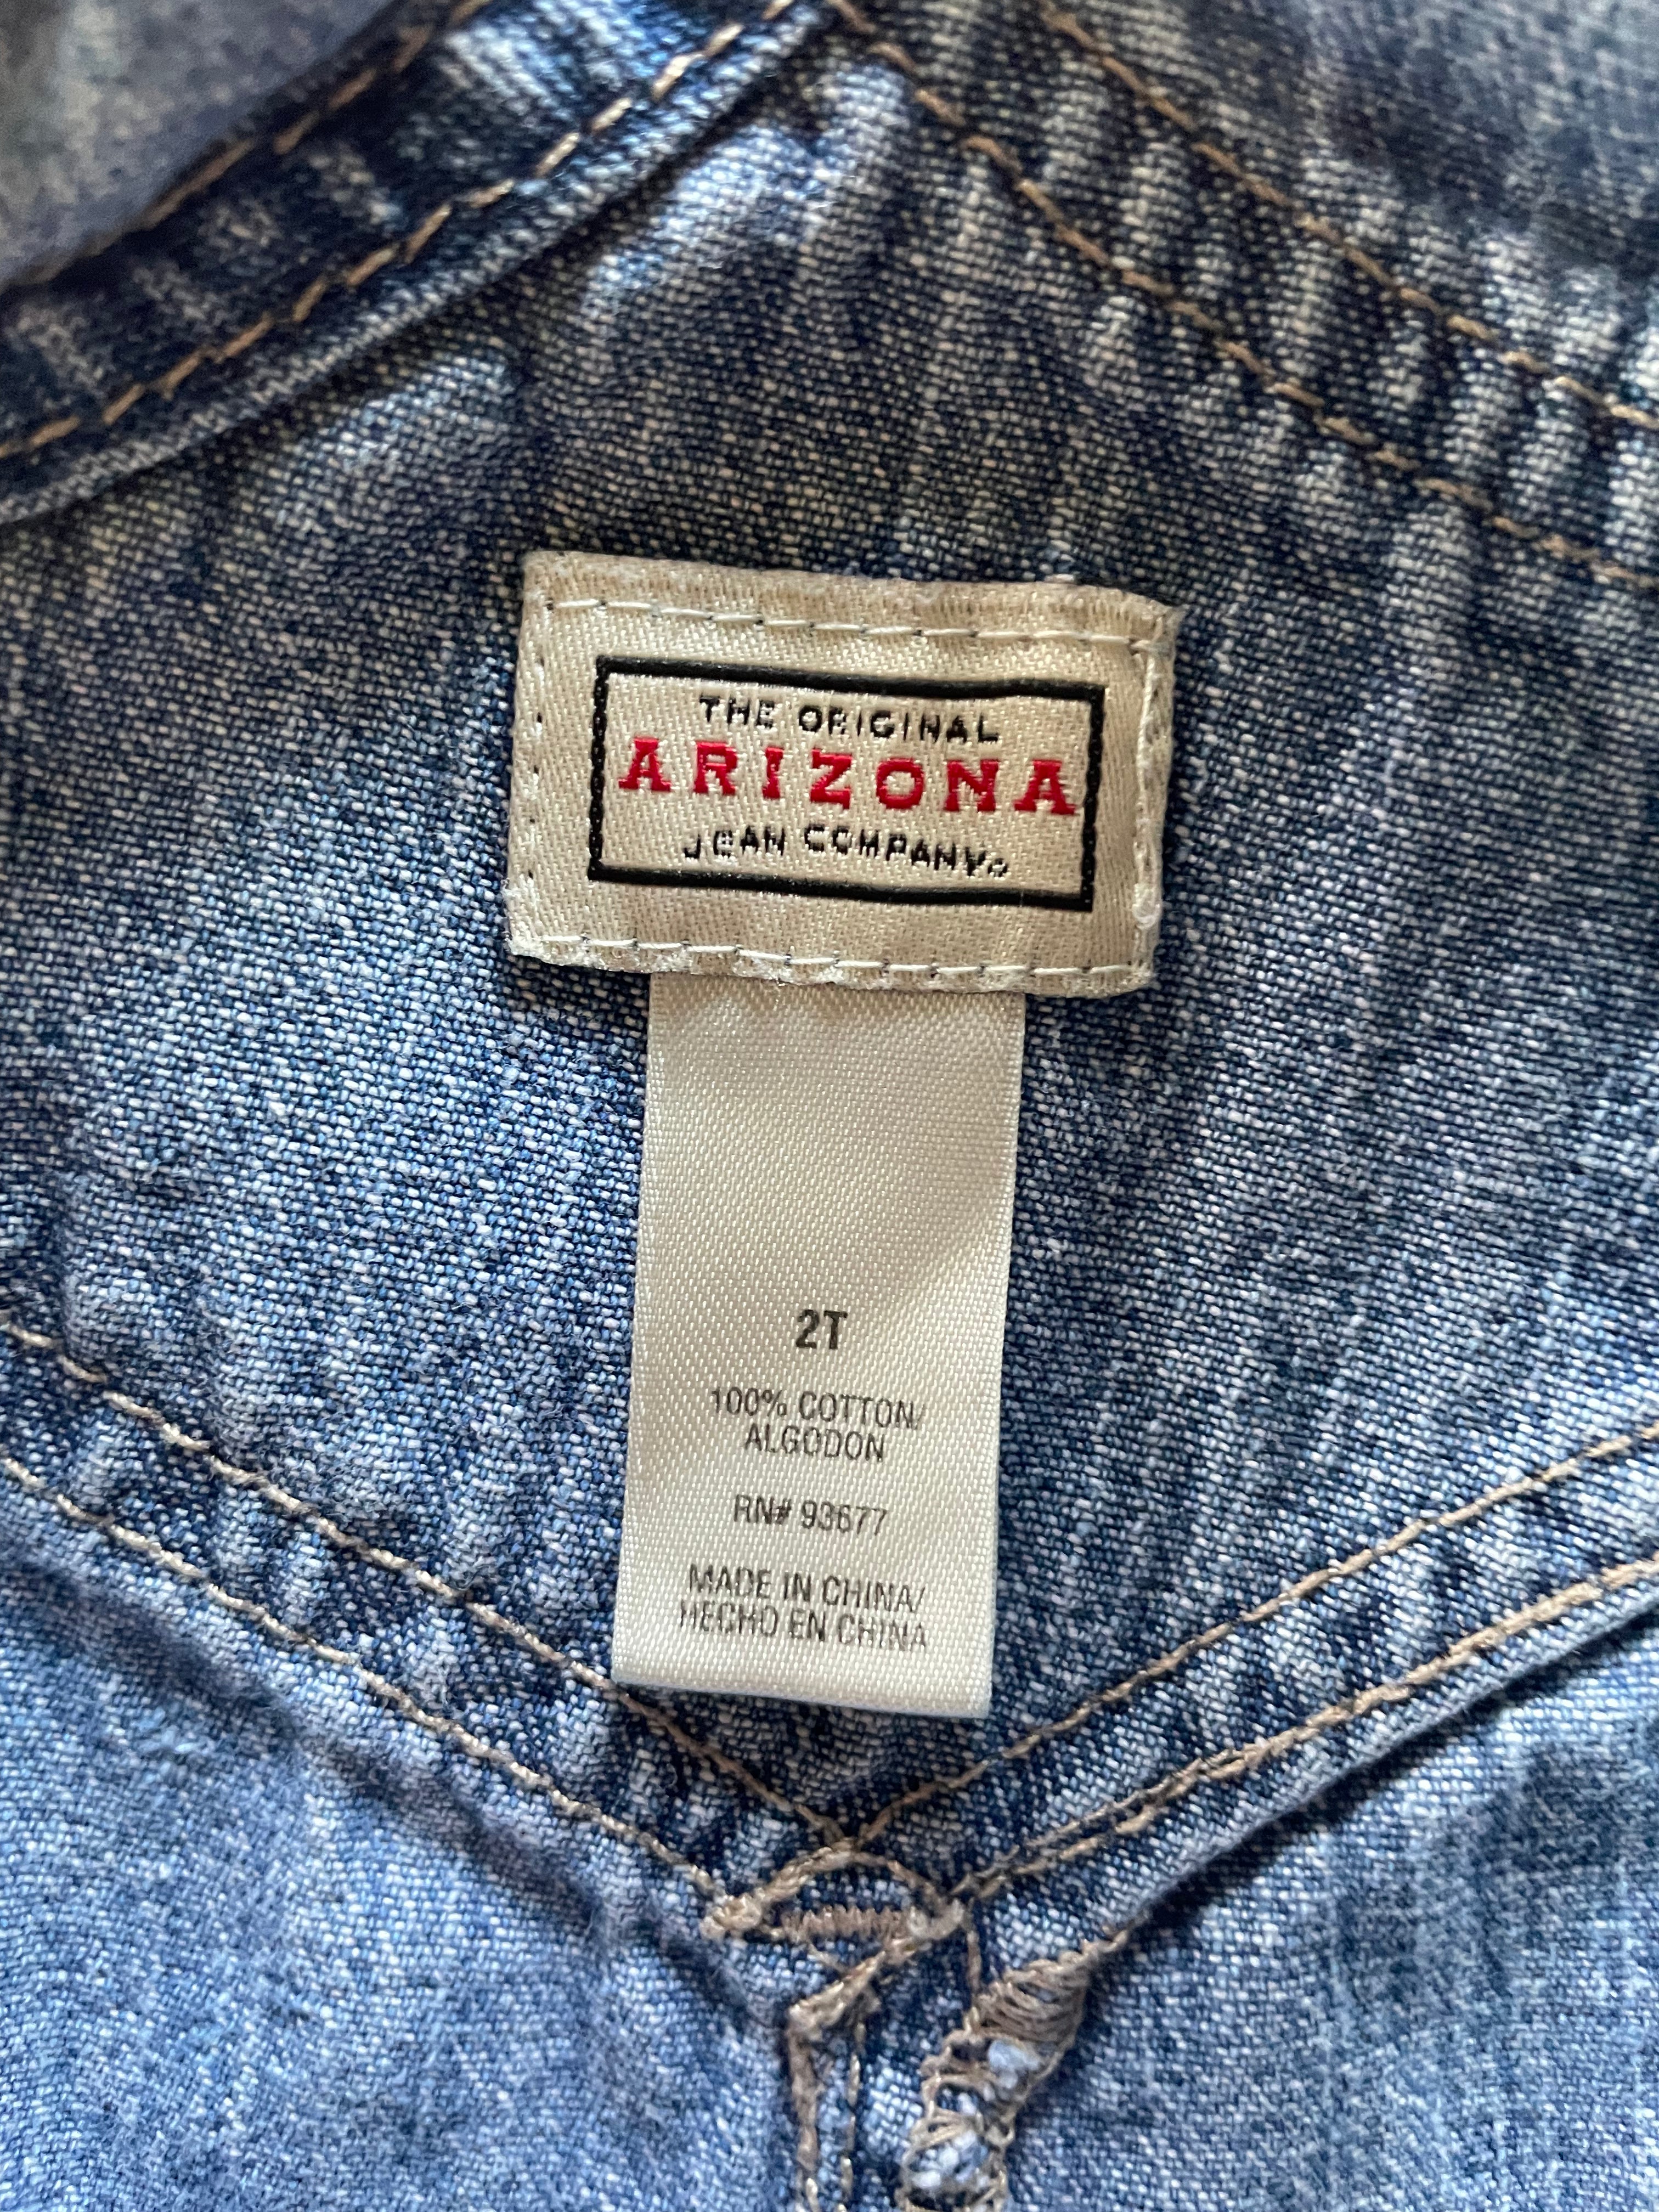 THE ORIGINAL
ARIZONA
JEAN COMPANY®
2T
100% COTTON/
ALGODON
RN# 93677
MADE IN CHINA/
HECHO EN CHINA